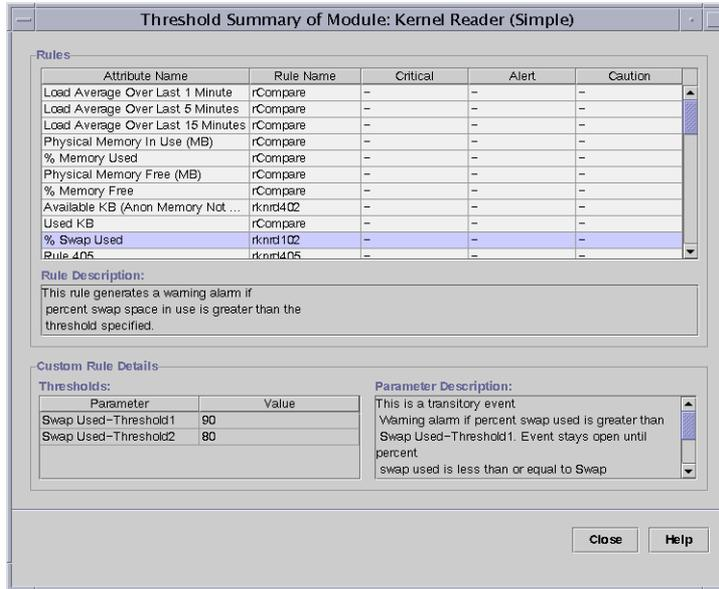 Threshold Summary of Module: Kernel Reader (Simple)
Rules
Attribute Name Rule Name Critical Alert Caution
Load Average Over Last 1 Minute rCompare – – –
Load Average Over Last 5 Minutes rCompare – – –
Load Average Over Last 15 Minutes rCompare – – –
Physical Memory In Use (MB) rCompare – – –
% Memory Used rCompare – – –
Physical Memory Free (MB) rCompare – – –
% Memory Free rCompare – – –
Available KB (Anon Memory Not ... rknrd402 – – –
Used KB rCompare – – –
% Swap Used rknrd102 – – –
Rule 405 rknrd405 – – –
Rule Description:
This rule generates a warning alarm if
percent swap space in use is greater than the
threshold specified.
Custom Rule Details
Thresholds:
Parameter Value
Swap Used–Threshold1 90
Swap Used–Threshold2 80
Parameter Description:
This is a transitory event
Warning alarm if percent swap used is greater than
Swap Used–Threshold1. Event stays open until
percent
swap used is less than or equal to Swap
Close Help